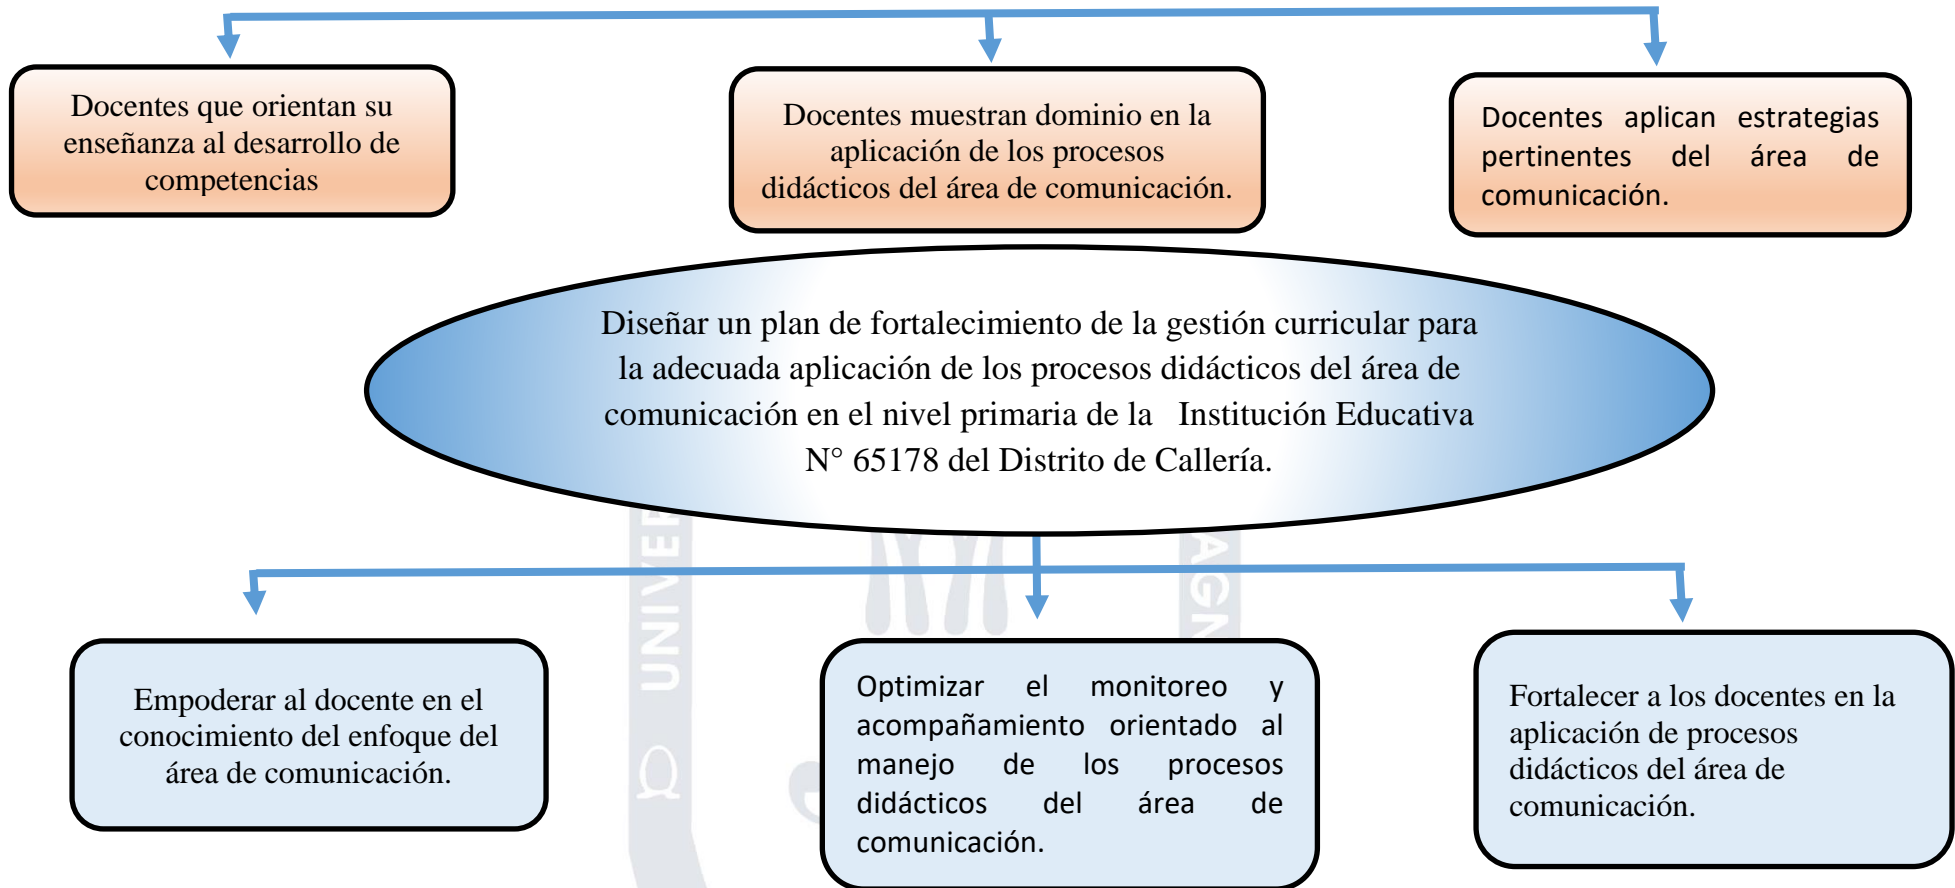 Docentes que orientan su
enseñanza al desarrollo de
competencias
Docentes muestran dominio en la
aplicación de los procesos
didácticos del área de comunicación.
Docentes aplican estrategias
pertinentes del área de
comunicación.
Diseñar un plan de fortalecimiento de la gestión curricular para
la adecuada aplicación de los procesos didácticos del área de
comunicación en el nivel primaria de la Institución Educativa
N° 65178 del Distrito de Callería.
Empoderar al docente en el
conocimiento del enfoque del
área de comunicación.
Optimizar el monitoreo y
acompañamiento orientado al
manejo de los procesos
didácticos del área de
comunicación.
Fortalecer a los docentes en la
aplicación de procesos
didácticos del área de
comunicación.